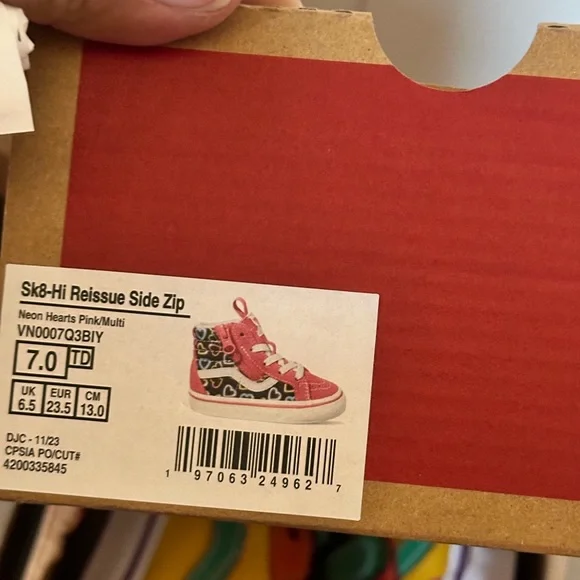 Sk8-Hi Reissue Side Zip
Neon Hearts Pink/Multi
VN0007Q3BIY
7.0 TD
UK EUR CM
6.5 23.5 13.0
DJC - 11/23
CPSIA PO/CUT#
4200335845
1 97063 24962 7